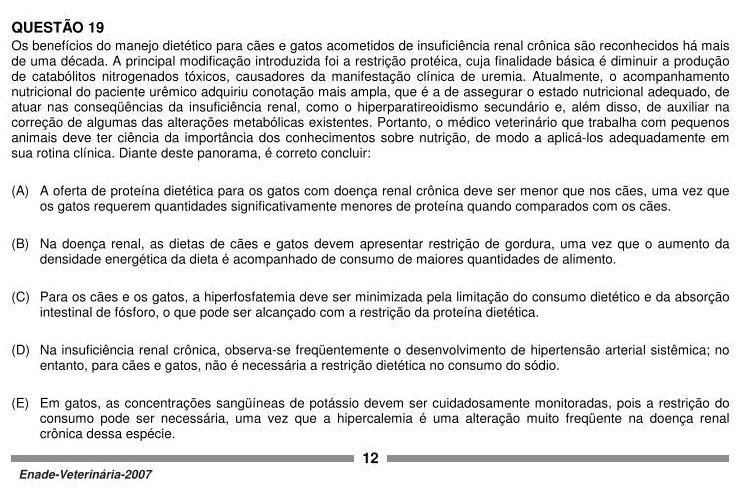 QUESTÃO 19
Os benefícios do manejo dietético para cães e gatos acometidos de insuficiência renal crônica são reconhecidos há mais
de uma década. A principal modificação introduzida foi a restrição protéica, cuja finalidade básica é diminuir a produção
de catabólitos nitrogenados tóxicos, causadores da manifestação clínica de uremia. Atualmente, o acompanhamento
nutricional do paciente urêmico adquiriu conotação mais ampla, que é a de assegurar o estado nutricional adequado, de
atuar nas conseqüências da insuficiência renal, como o hiperparatireoidismo secundário e, além disso, de auxiliar na
correção de algumas das alterações metabólicas existentes. Portanto, o médico veterinário que trabalha com pequenos
animais deve ter ciência da importância dos conhecimentos sobre nutrição, de modo a aplicá-los adequadamente em
sua rotina clínica. Diante deste panorama, é correto concluir:
(A) A oferta de proteína dietética para os gatos com doença renal crônica deve ser menor que nos cães, uma vez que
os gatos requerem quantidades significativamente menores de proteína quando comparados com os cães.
(B) Na doença renal, as dietas de cães e gatos devem apresentar restrição de gordura, uma vez que o aumento da
densidade energética da dieta é acompanhado de consumo de maiores quantidades de alimento.
(C) Para os cães e os gatos, a hiperfosfatemia deve ser minimizada pela limitação do consumo dietético e da absorção
intestinal de fósforo, o que pode ser alcançado com a restrição da proteína dietética.
(D) Na insuficiência renal crônica, observa-se freqüentemente o desenvolvimento de hipertensão arterial sistêmica; no
entanto, para cães e gatos, não é necessária a restrição dietética no consumo do sódio.
(E) Em gatos, as concentrações sangüíneas de potássio devem ser cuidadosamente monitoradas, pois a restrição do
consumo pode ser necessária, uma vez que a hipercalemia é uma alteração muito freqüente na doença renal
crônica dessa espécie.
12
Enade-Veterinária-2007